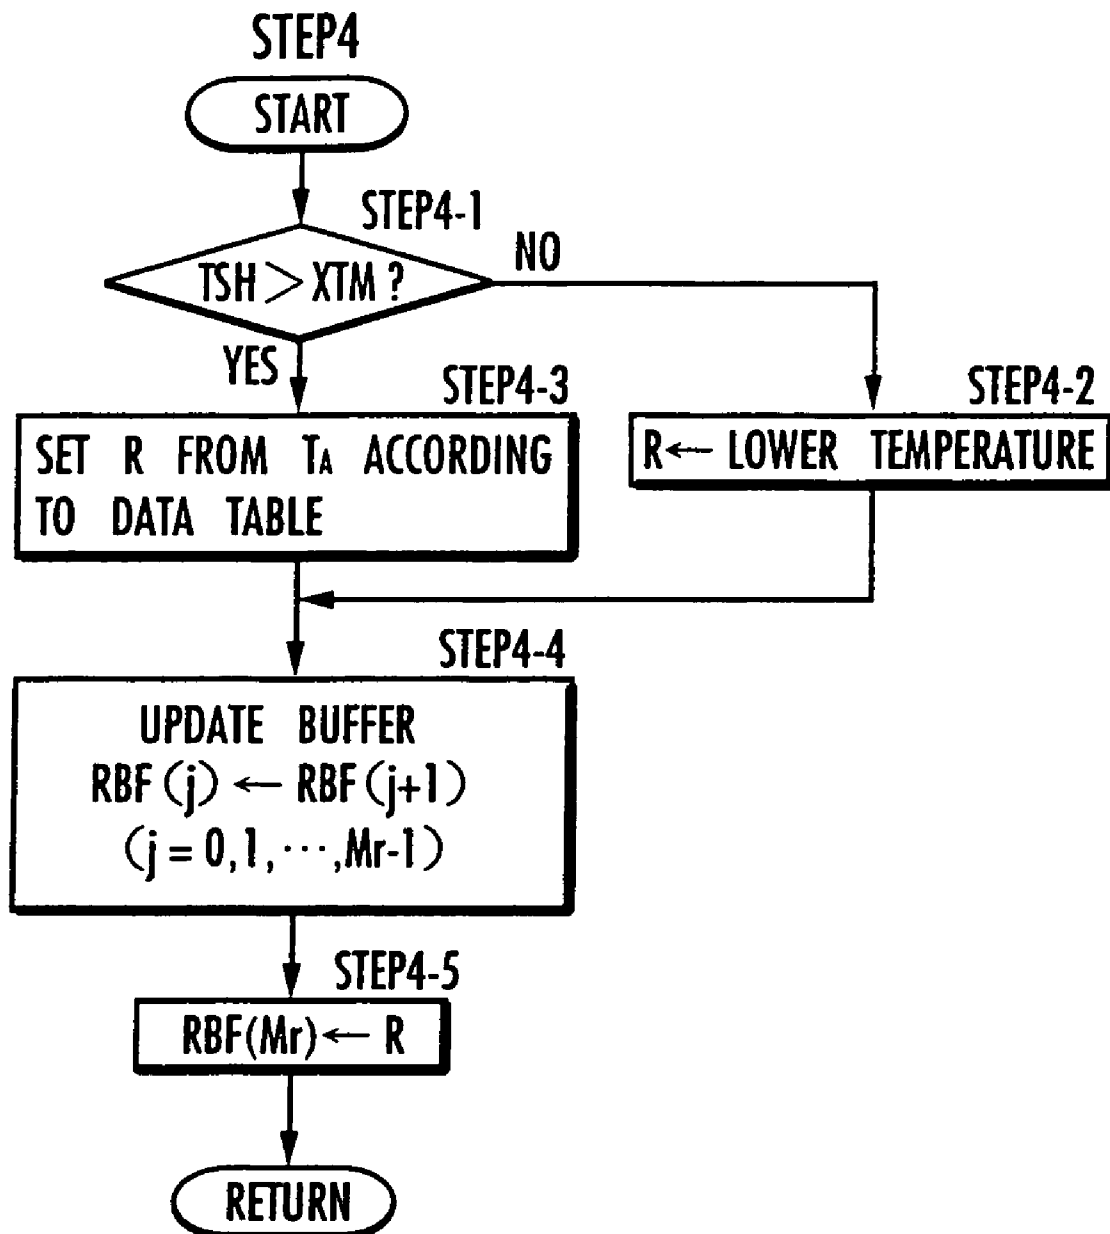 STEP4
START
STEP4-1
TSH > XTM ?
NO
YES
STEP4-3
SET R FROM TA ACCORDING
TO DATA TABLE
STEP4-2
R← LOWER TEMPERATURE
STEP4-4
UPDATE BUFFER
RBF (j) ← RBF (j+1)
(j = 0,1, ··· ,Mr-1)
STEP4-5
RBF(Mr)← R
RETURN